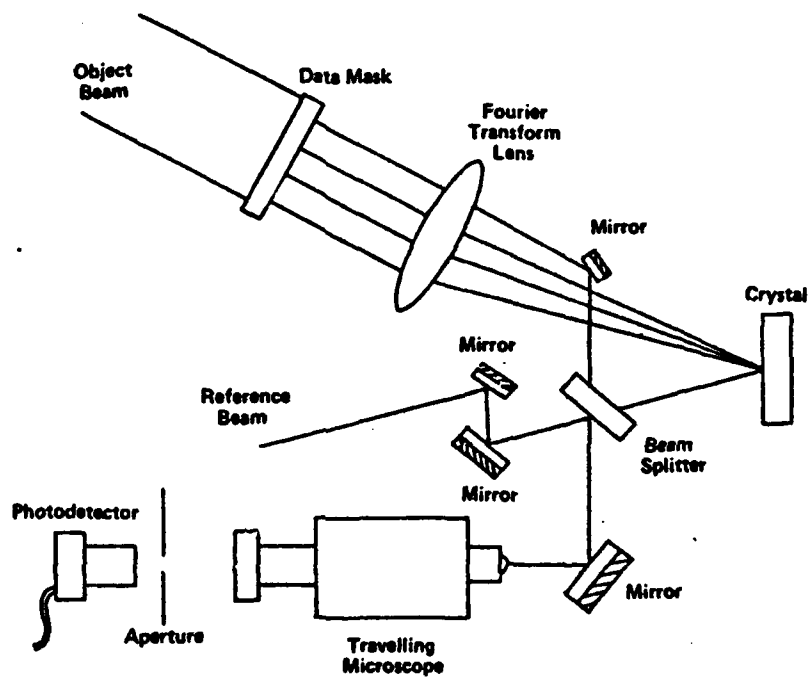 Object
Beam
Data Mask
Fourier
Transform
Lens
Mirror
Crystal
Mirror
Reference
Beam
Mirror
Beam
Splitter
Photodetector
Aperture
Travelling
Microscope
Mirror